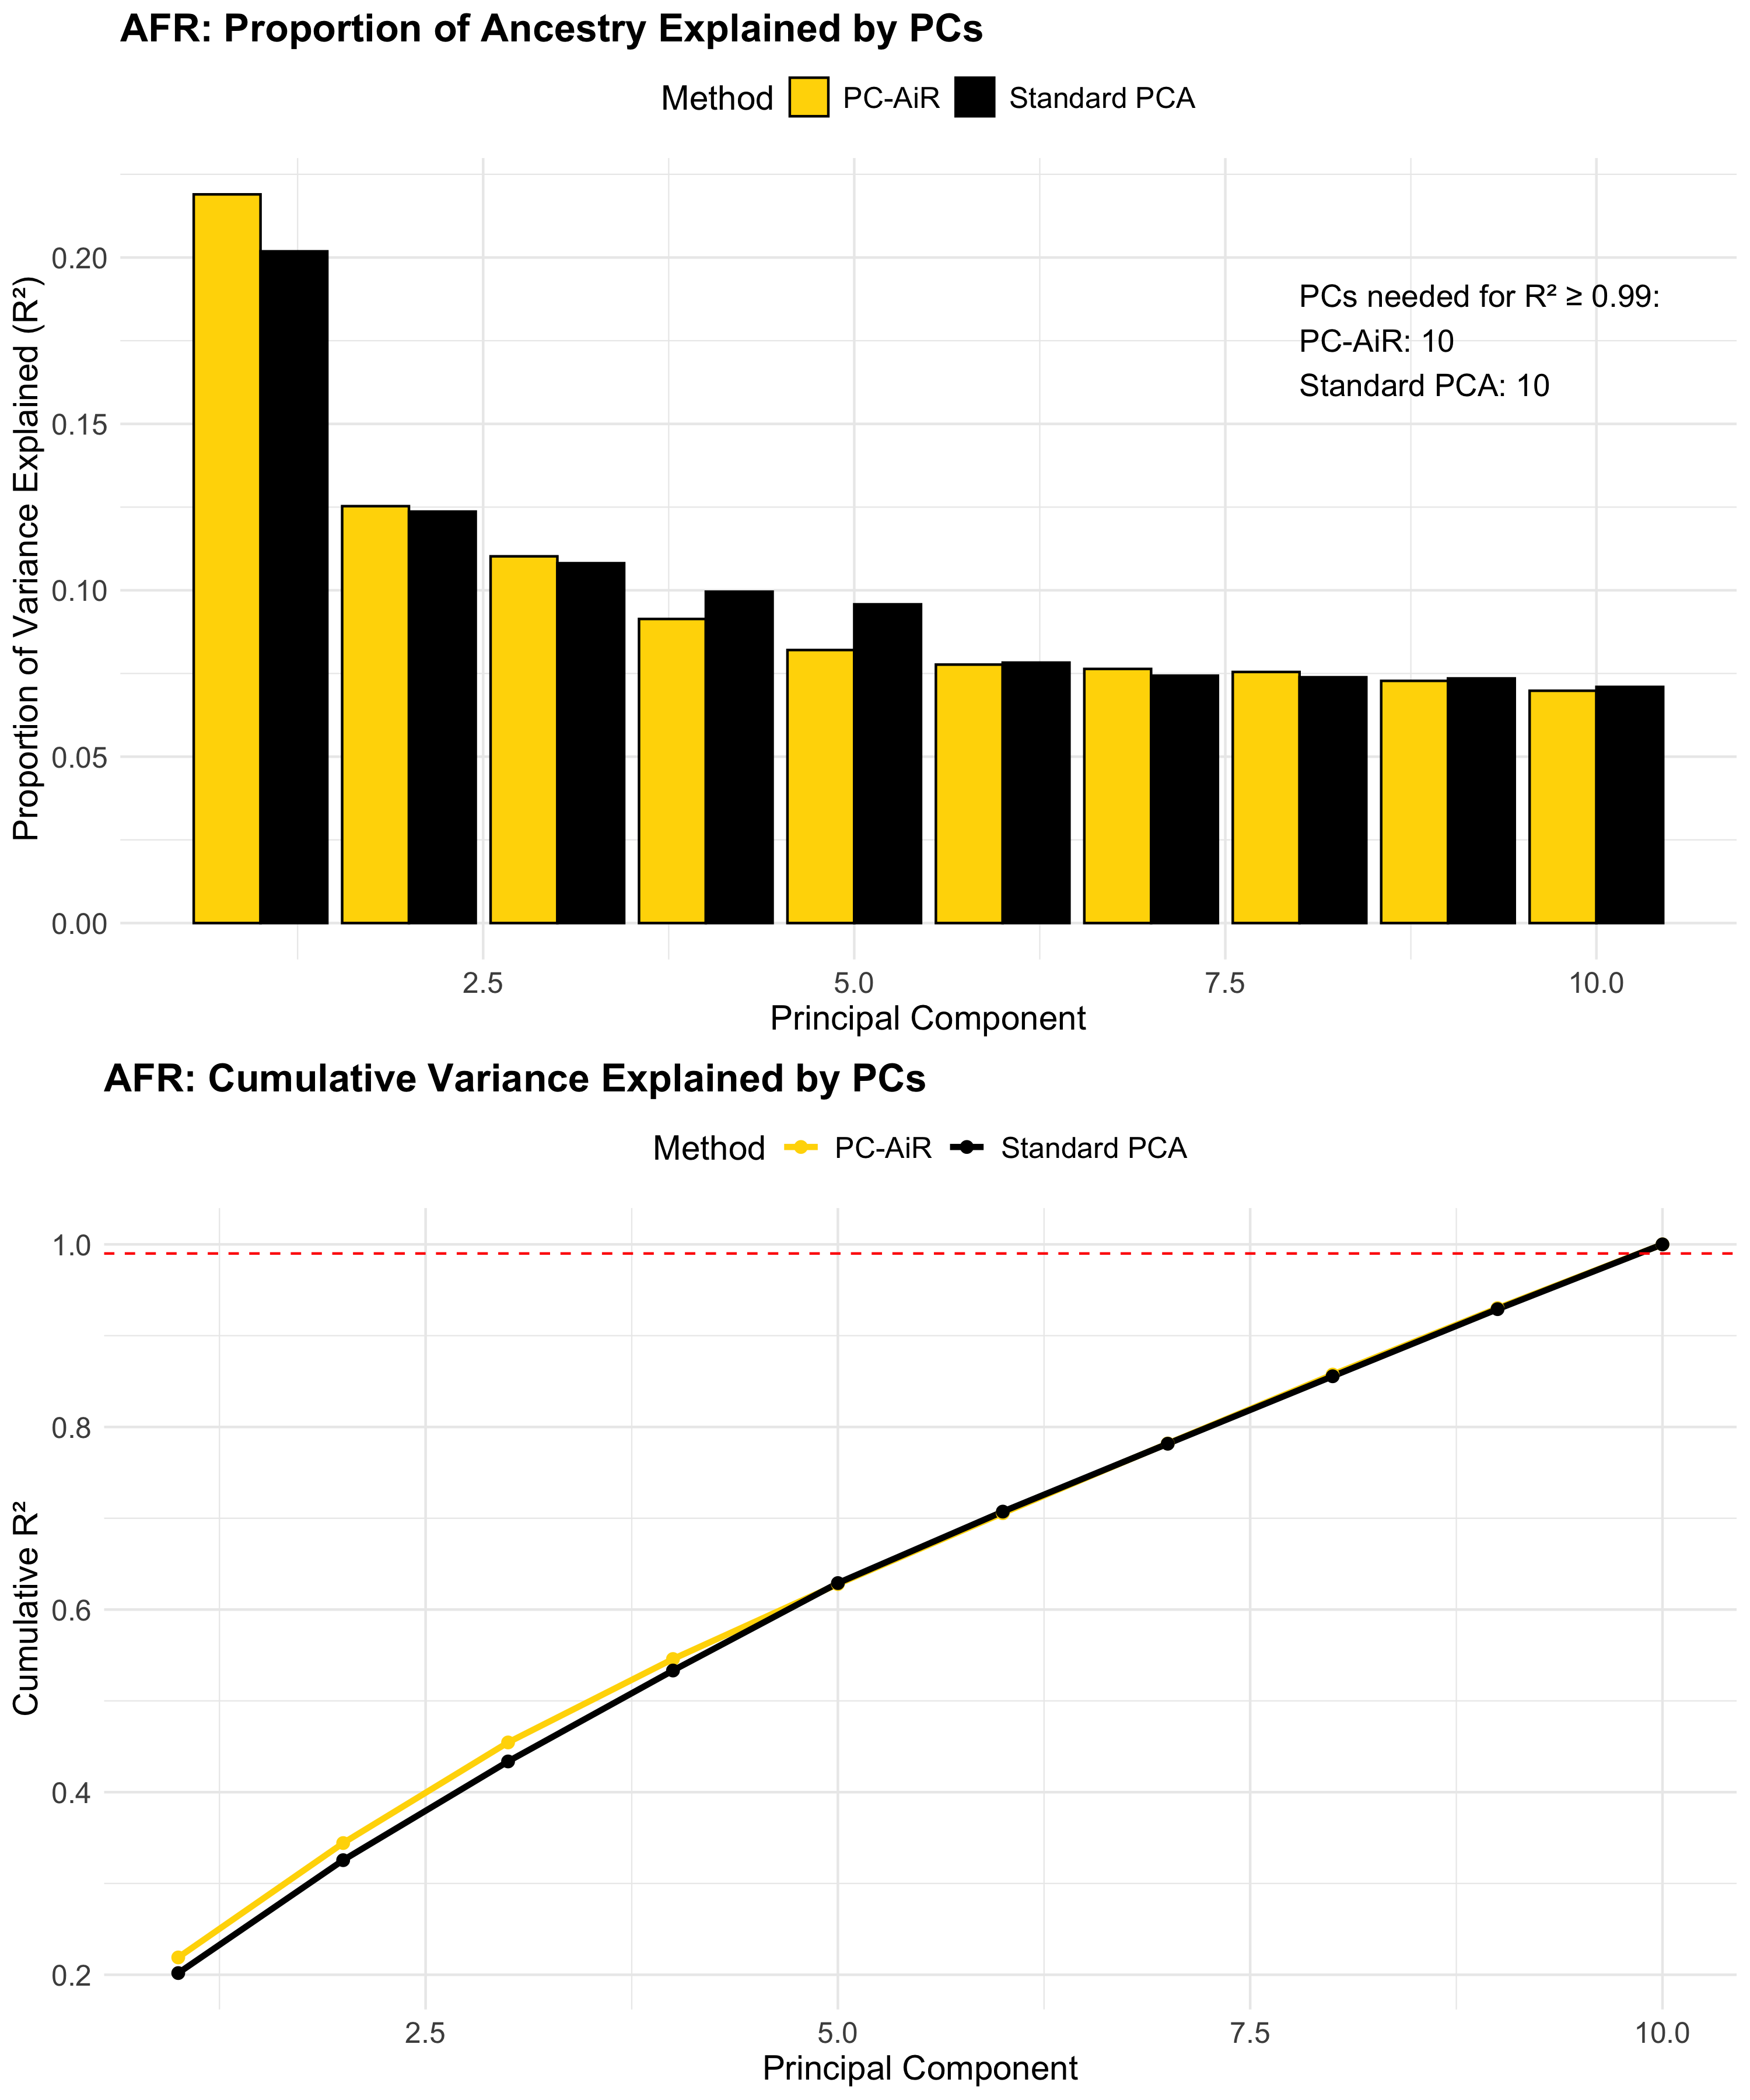 AFR: Proportion of Ancestry Explained by PCs
Method PC-AiR Standard PCA
Proportion of Variance Explained (R²)
0.20
0.15
0.10
0.05
0.00
PCs needed for R² ≥ 0.99:
PC-AiR: 10
Standard PCA: 10
2.5 5.0 7.5 10.0
Principal Component
AFR: Cumulative Variance Explained by PCs
Method PC-AiR Standard PCA
Cumulative R²
1.0
0.8
0.6
0.4
0.2
2.5 5.0 7.5 10.0
Principal Component